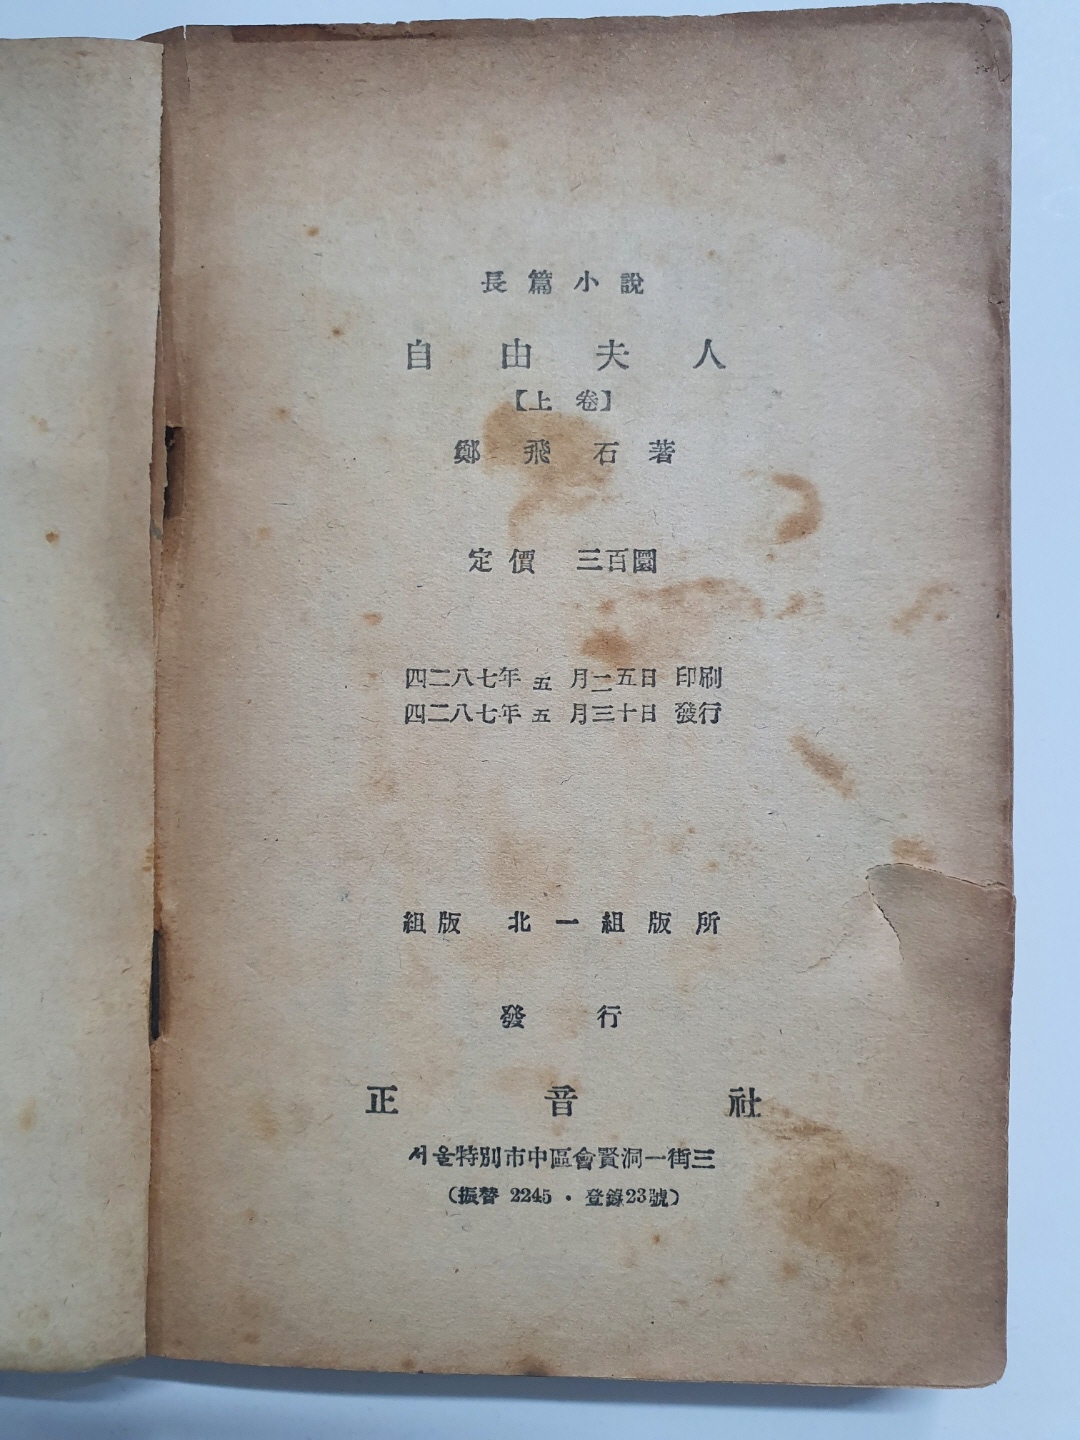 長篇小說
自由夫人
【上卷】
鄭飛石著
定價 三百圜
四二八七年 五 月二五日 印刷
四二八七年 五 月三十日 發行
組版 北一組版所
發行
正音社
서울特別市中區會賢洞一街三
(振替 2245 · 登錄23號)